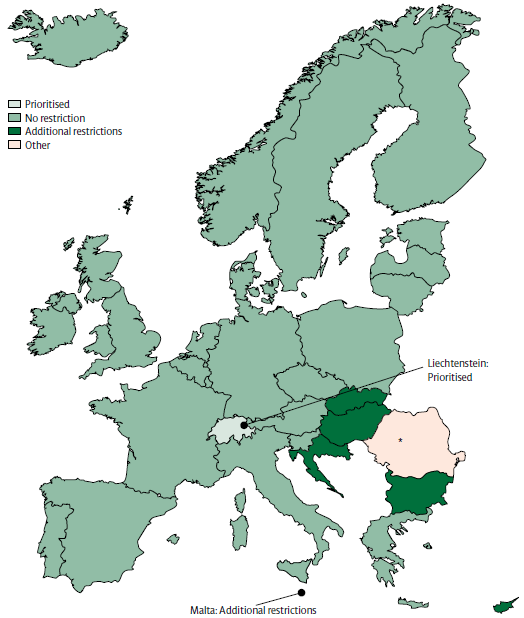 Prioritised
No restriction
Additional restrictions
Other
Liechtenstein:
Prioritised
*
Malta: Additional restrictions